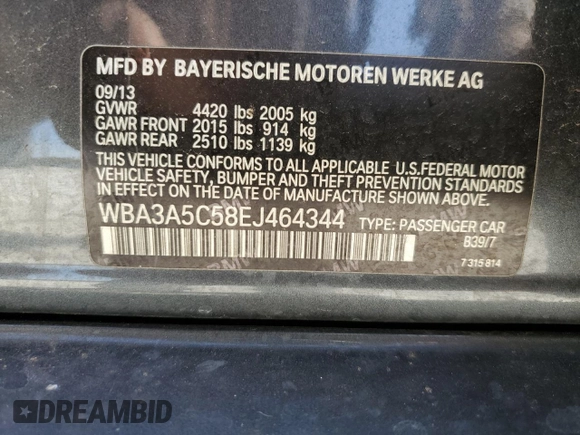 MFD BY BAYERISCHE MOTOREN WERKE AG
09/13
GVWR 4420 lbs 2005 kg
GAWR FRONT 2015 lbs 914 kg
GAWR REAR 2510 lbs 1139 kg
THIS VEHICLE CONFORMS TO ALL APPLICABLE U.S.FEDERAL MOTOR
VEHICLE SAFETY, BUMPER AND THEFT PREVENTION STANDARDS
IN EFFECT ON THE DATE OF MANUFACTURE SHOWN ABOVE.
WBA3A5C58EJ464344 TYPE: PASSENGER CAR
B39/7
7 315 814
DREAMBID